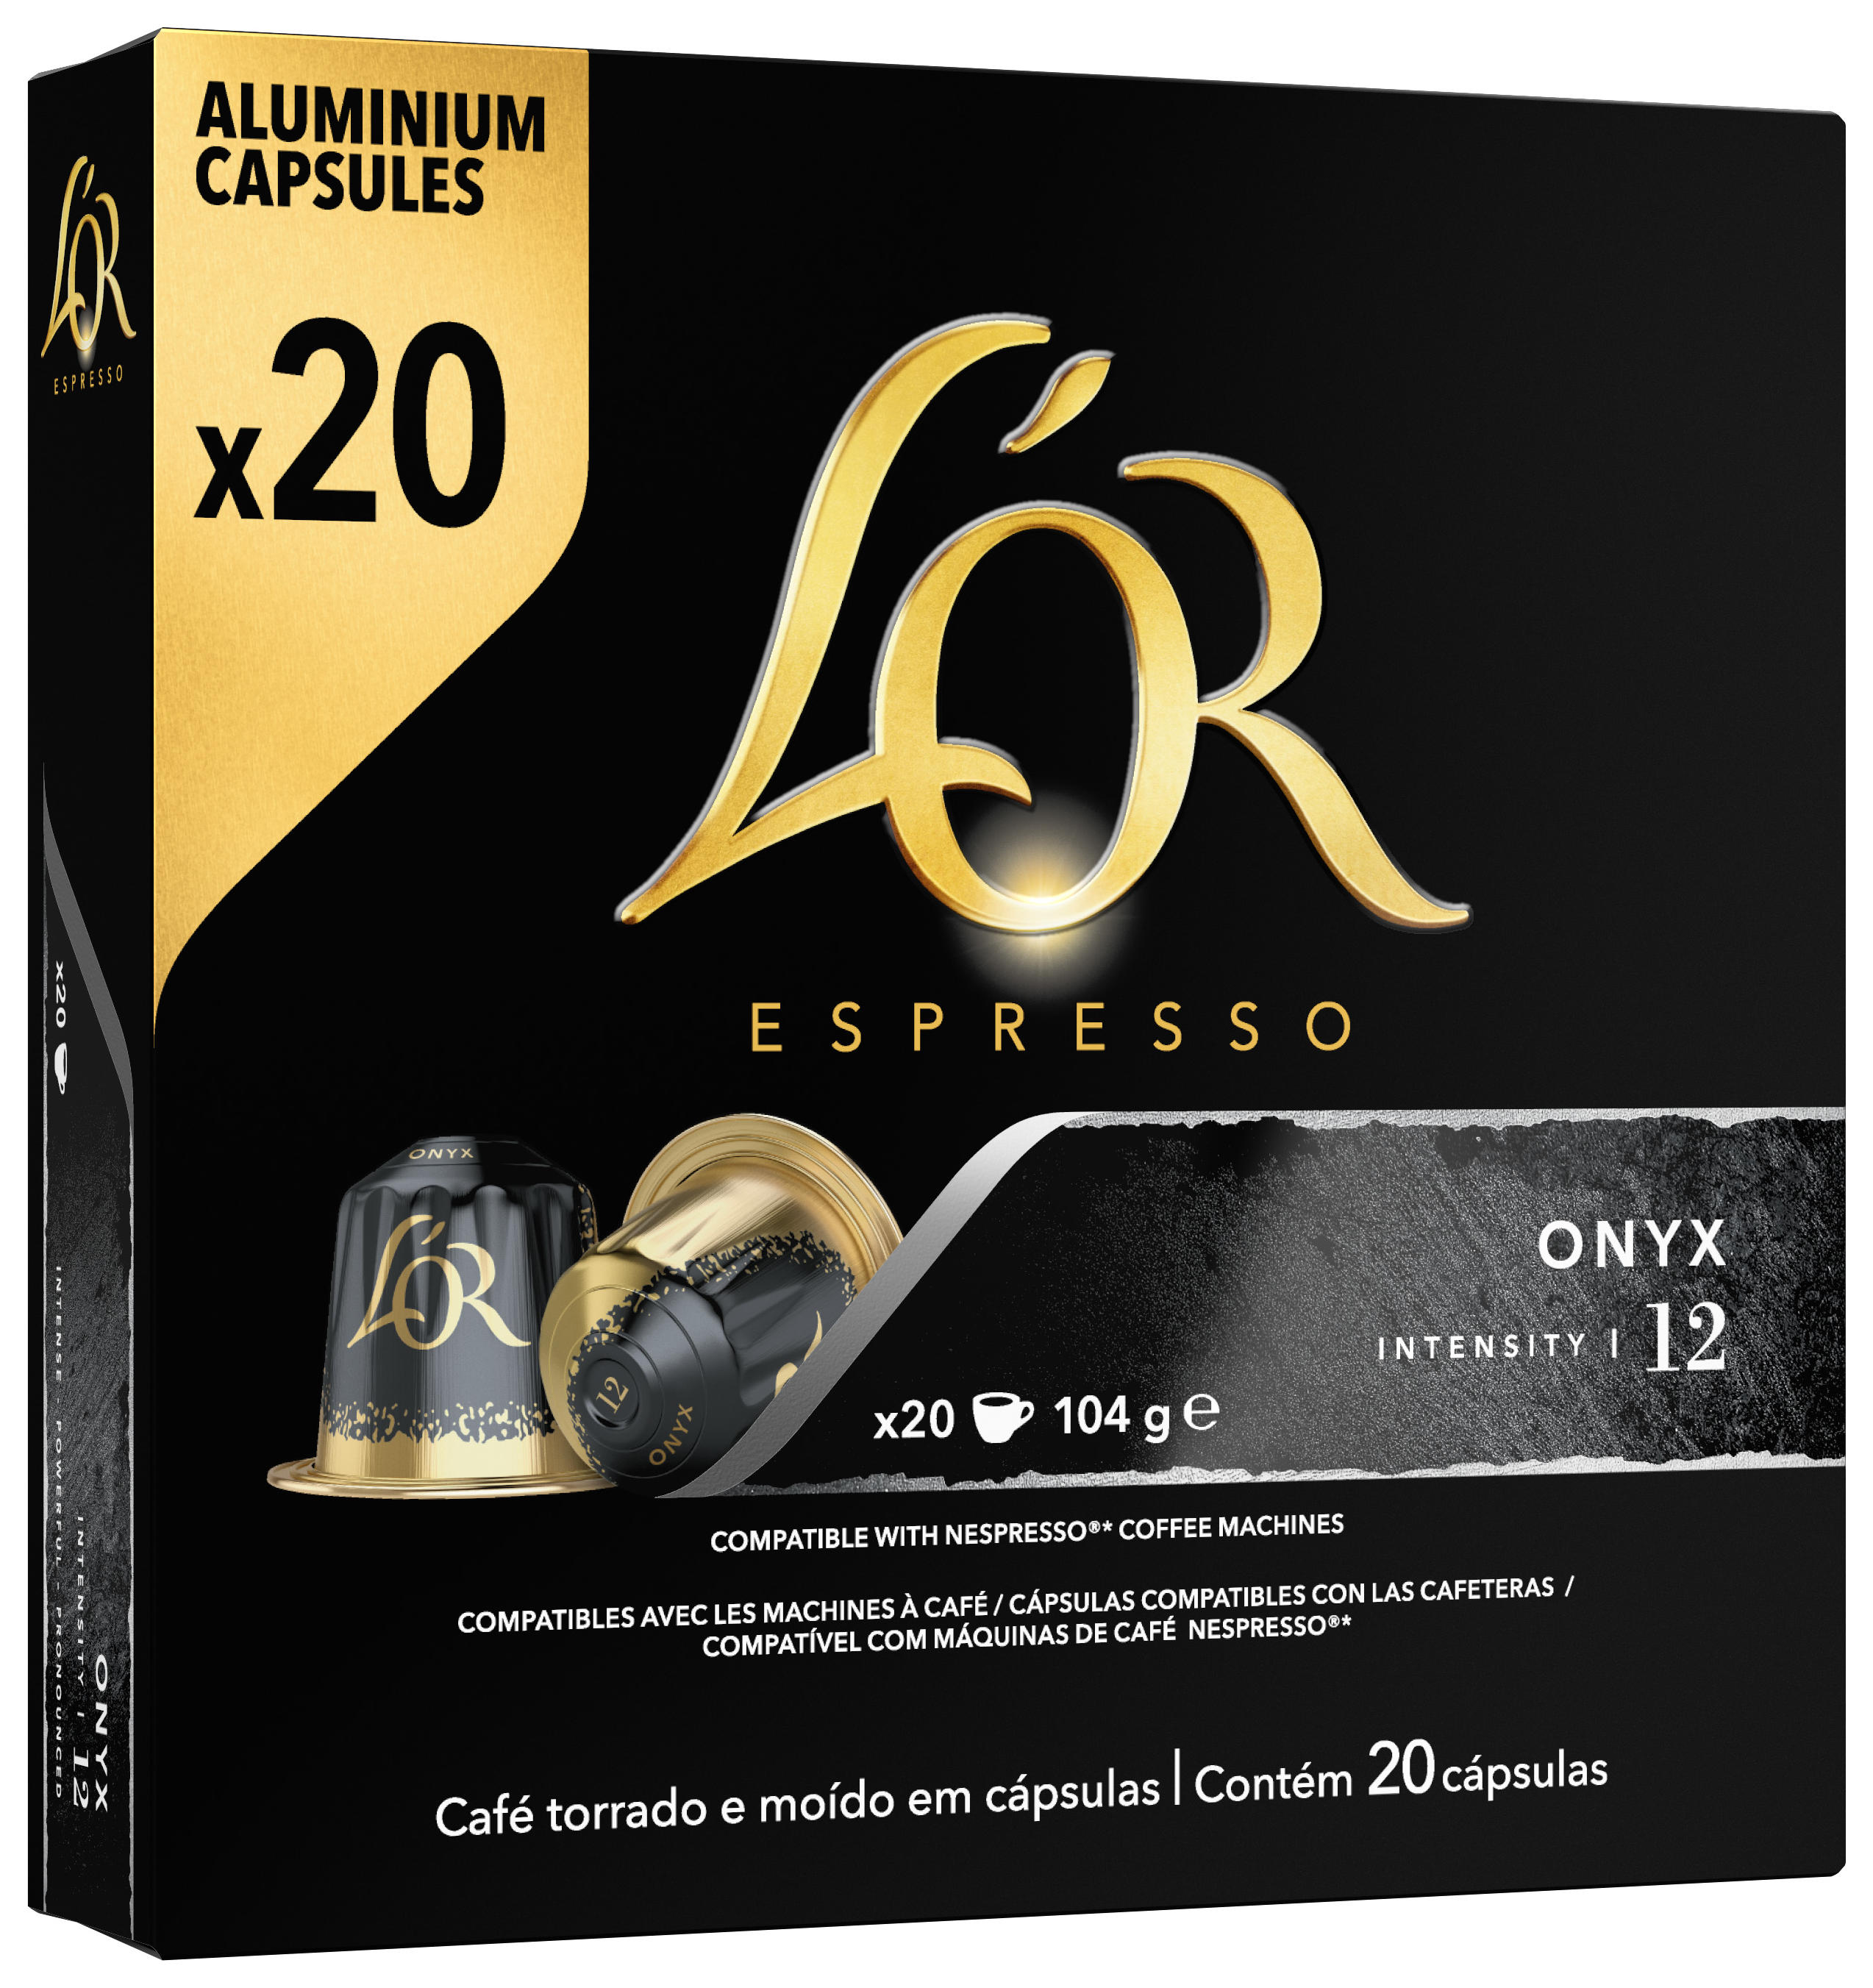 ALUMINIUM
CAPSULES
x20
L'OR
ESPRESSO
L'OR
ESPRESSO
x20
INTENSE - POWERFUL - PRONOUNCED
ONYX
INTENSITY | 12
ONYX
L'OR
12
ONYX
ONYX
INTENSITY | 12
x20 104 g ℮
COMPATIBLE WITH NESPRESSO®* COFFEE MACHINES
COMPATIBLES AVEC LES MACHINES À CAFÉ / CÁPSULAS COMPATIBLES CON LAS CAFETERAS /
COMPATÍVEL COM MÁQUINAS DE CAFÉ NESPRESSO®*
Café torrado e moído em cápsulas | Contém 20 cápsulas